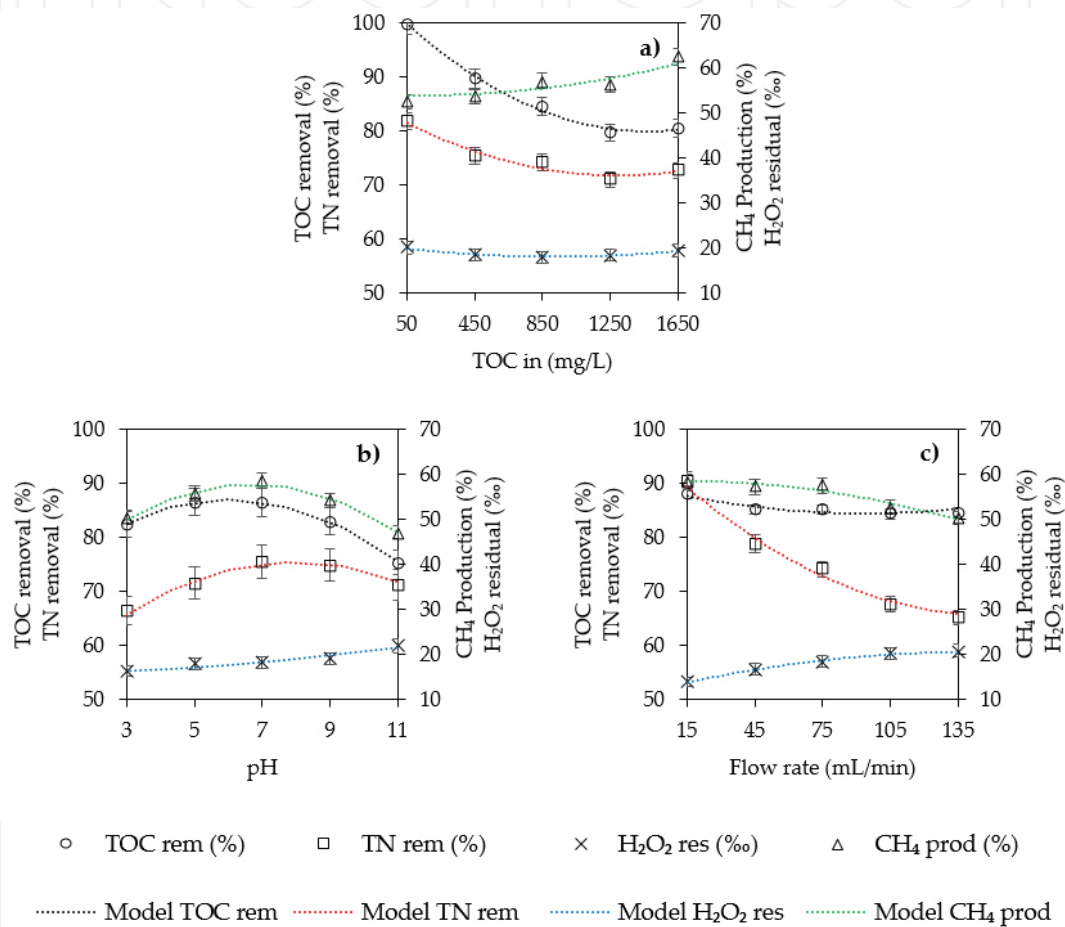 a)
TOC removal (%)
TN removal (%)
100
90
80
70
60
50
70
60
50
40
30
20
10
CH₄ Production (%)
H₂O₂ residual (‰)
50 450 850 1250 1650
TOC in (mg/L)
b)
TOC removal (%)
TN removal (%)
100
90
80
70
60
50
70
60
50
40
30
20
10
CH₄ Production (%)
H₂O₂ residual (‰)
3 5 7 9 11
pH
c)
TOC removal (%)
TN removal (%)
100
90
80
70
60
50
70
60
50
40
30
20
10
CH₄ Production (%)
H₂O₂ residual (‰)
15 45 75 105 135
Flow rate (mL/min)
TOC rem (%) TN rem (%) H₂O₂ res (‰) CH₄ prod (%)
Model TOC rem Model TN rem Model H₂O₂ res Model CH₄ prod